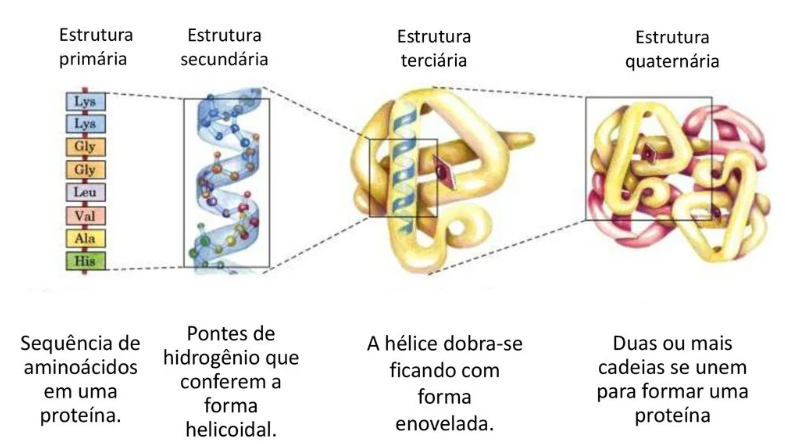 Estrutura
primária
Estrutura
secundária
Estrutura
terciária
Estrutura
quaternária
Lys
Lys
Gly
Gly
Leu
Val
Ala
His
Sequência de
aminoácidos
em uma
proteína.
Pontes de
hidrogênio que
conferem a
forma
helicoidal.
A hélice dobra-se
ficando com
forma
enovelada.
Duas ou mais
cadeias se unem
para formar uma
proteína